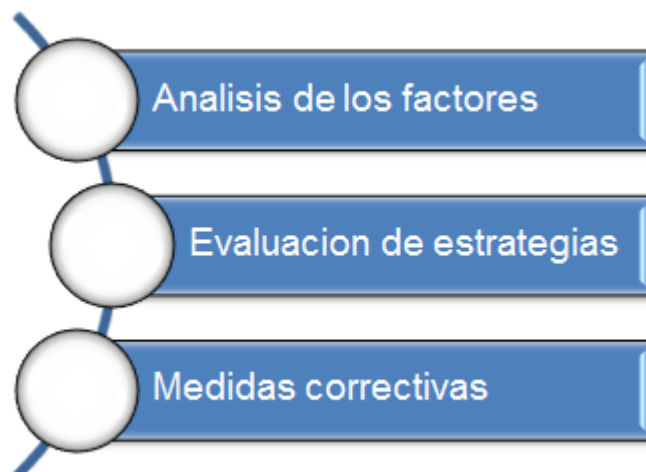 Analisis de los factores
Evaluacion de estrategias
Medidas correctivas